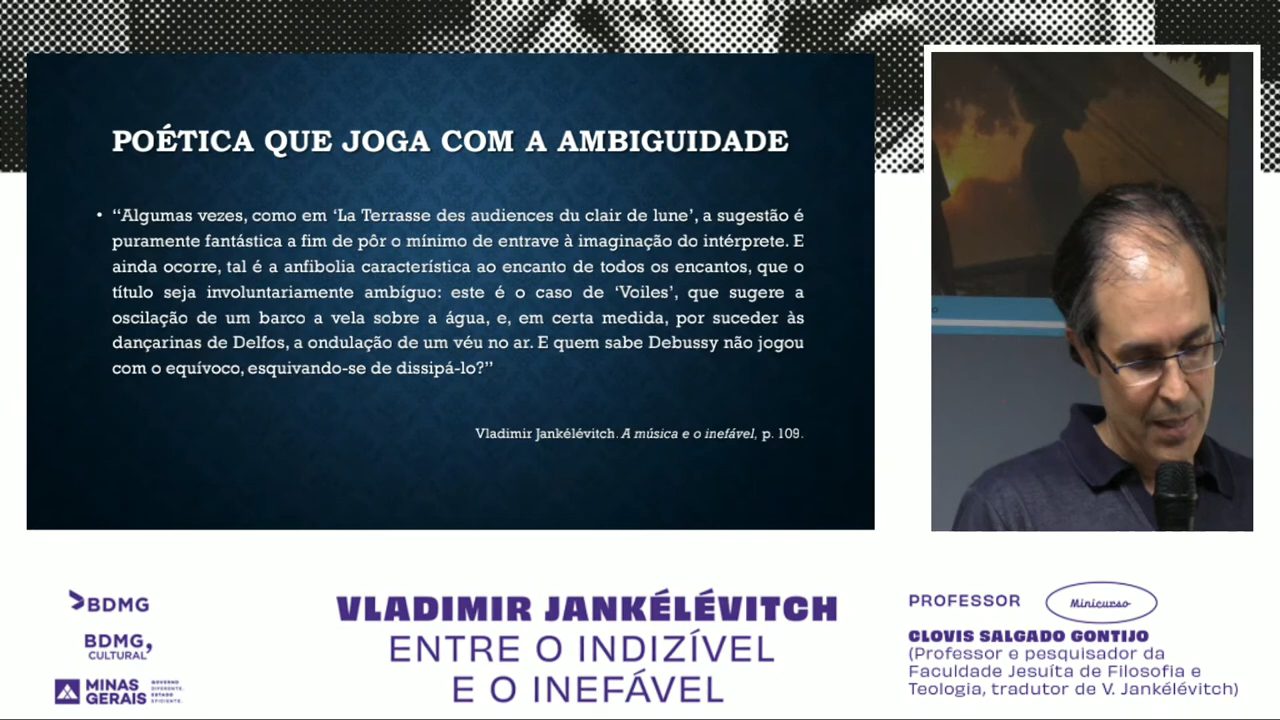 POÉTICA QUE JOGA COM A AMBIGUIDADE
• “Algumas vezes, como em ‘La Terrasse des audiences du clair de lune’, a sugestão é
puramente fantástica a fim de pôr o mínimo de entrave à imaginação do intérprete. E
ainda ocorre, tal é a anfibolia característica ao encanto de todos os encantos, que o
título seja involuntariamente ambíguo: este é o caso de ‘Voiles’, que sugere a
oscilação de um barco a vela sobre a água, e, em certa medida, por suceder às
dançarinas de Delfos, a ondulação de um véu no ar. E quem sabe Debussy não jogou
com o equívoco, esquivando-se de dissipá-lo?”
Vladimir Jankélévitch. A música e o inefável, p. 109.
BDMG
BDMG,
CULTURAL
MINAS
GERAIS
GOVERNO
DIFERENTE.
ESTADO
EFICIENTE.
VLADIMIR JANKÉLÉVITCH
ENTRE O INDIZÍVEL
E O INEFÁVEL
PROFESSOR
Minicurso
CLOVIS SALGADO GONTIJO
(Professor e pesquisador da
Faculdade Jesuíta de Filosofia e
Teologia, tradutor de V. Jankélévitch)